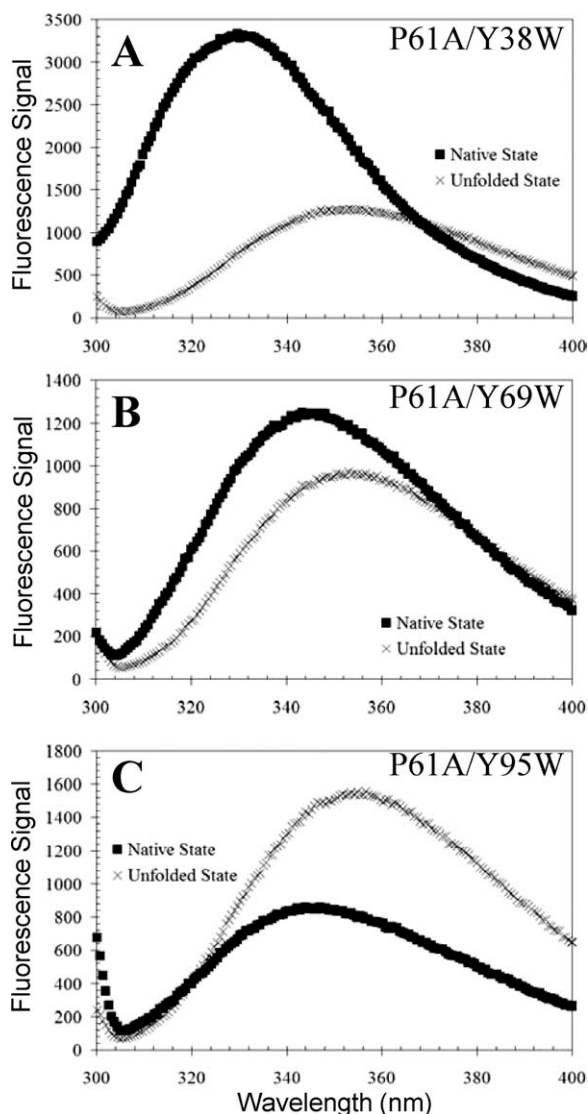 A
P61A/Y38W
Fluorescence Signal
3500
3000
2500
2000
1500
1000
500
0
300 320 340 360 380 400
Native State
Unfolded State
B
P61A/Y69W
Fluorescence Signal
1400
1200
1000
800
600
400
200
0
300 320 340 360 380 400
Native State
Unfolded State
C
P61A/Y95W
Fluorescence Signal
1800
1600
1400
1200
1000
800
600
400
200
0
300 320 340 360 380 400
Native State
Unfolded State
Wavelength (nm)